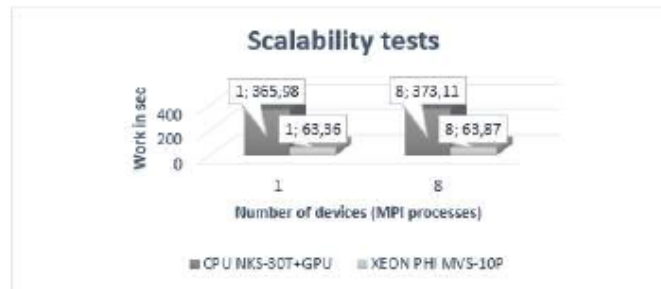 Scalability tests
1; 365,98
8; 373,11
1; 63,36
8; 63,87
Work in sec
400
200
0
1
8
Number of devices (MPI processes)
CPU NKS-30T+GPU
XEON PHI MVS-10P